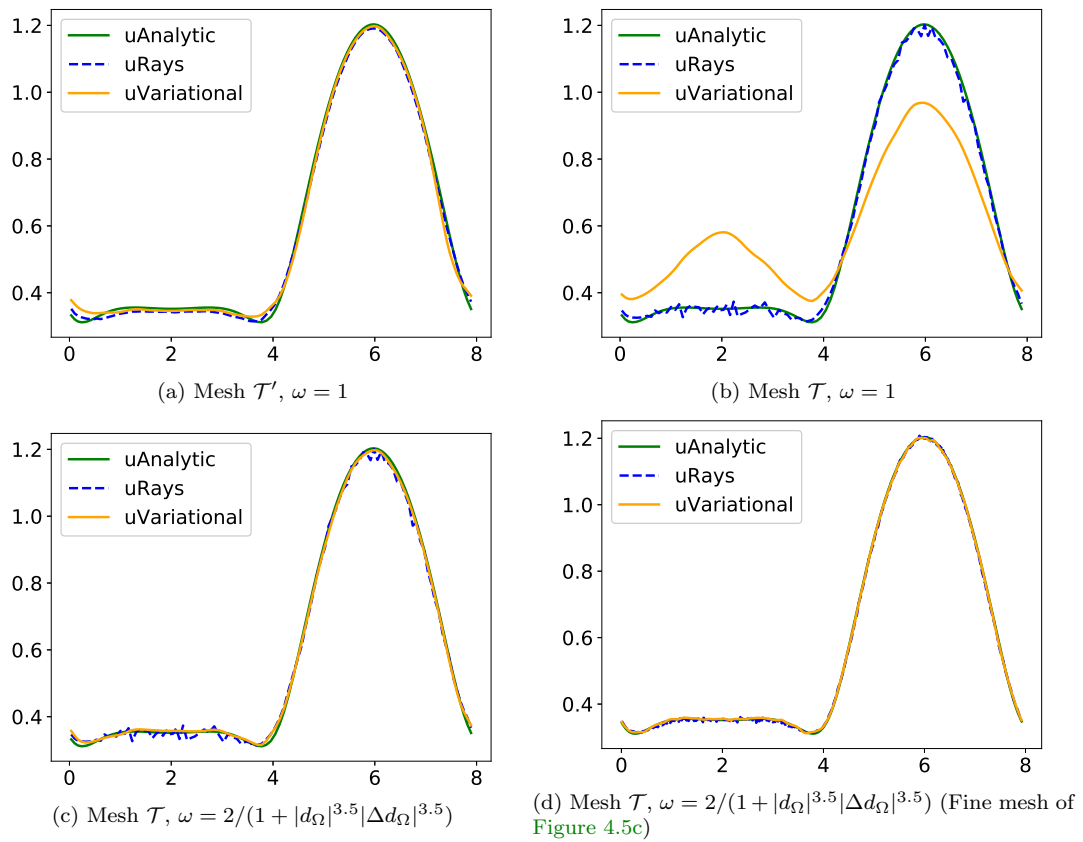 1.2
1.0
0.8
0.6
0.4
0 2 4 6 8
uAnalytic
uRays
uVariational
(a) Mesh 𝒯′, ω = 1
1.2
1.0
0.8
0.6
0.4
0 2 4 6 8
uAnalytic
uRays
uVariational
(b) Mesh 𝒯, ω = 1
1.2
1.0
0.8
0.6
0.4
0 2 4 6 8
uAnalytic
uRays
uVariational
(c) Mesh 𝒯, ω = 2/(1 + |d_Ω|^3.5|Δd_Ω|^3.5)
1.2
1.0
0.8
0.6
0.4
0 2 4 6 8
uAnalytic
uRays
uVariational
(d) Mesh 𝒯, ω = 2/(1 + |d_Ω|^3.5|Δd_Ω|^3.5) (Fine mesh of
Figure 4.5c)